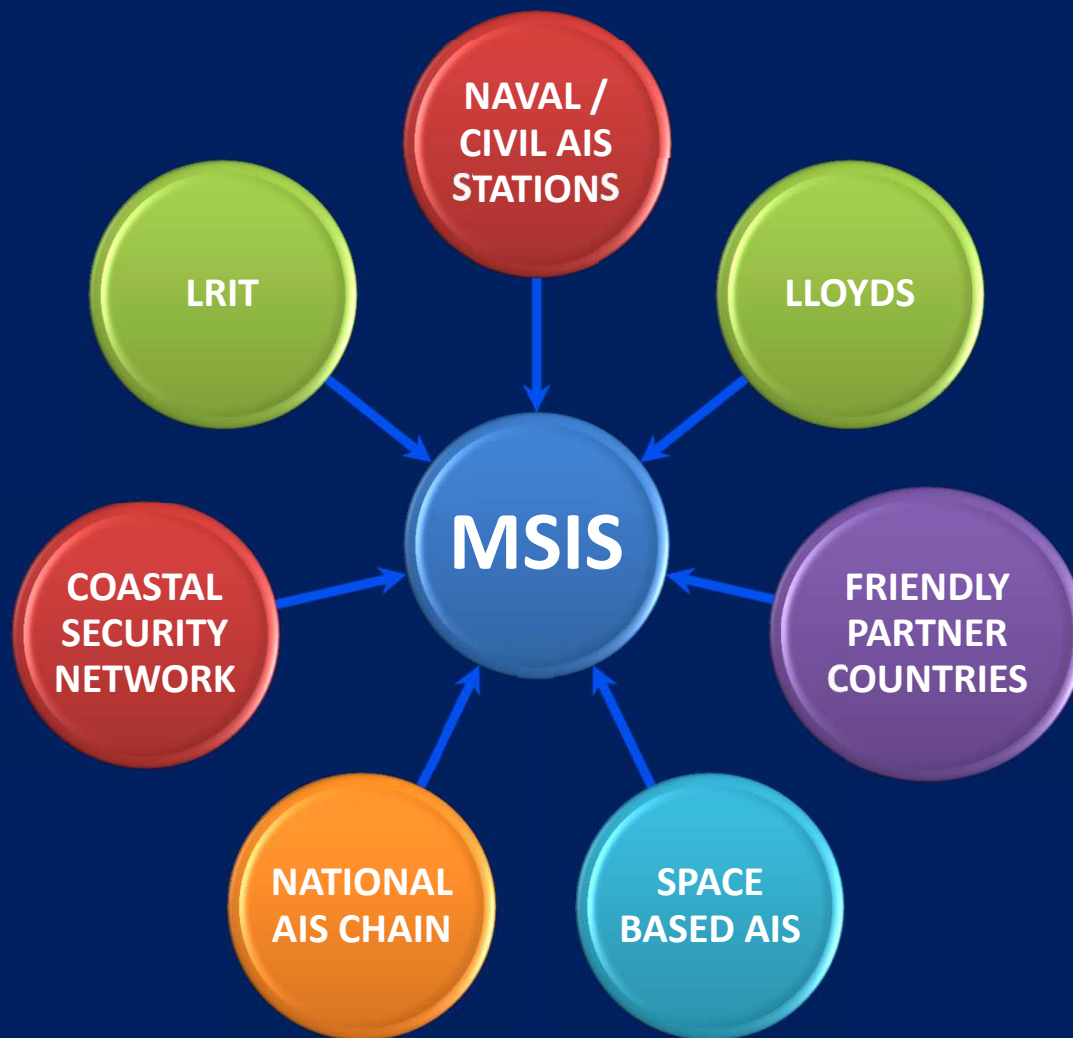 NAVAL /
CIVIL AIS
STATIONS
LRIT
LLOYDS
MSIS
COASTAL
SECURITY
NETWORK
FRIENDLY
PARTNER
COUNTRIES
NATIONAL
AIS CHAIN
SPACE
BASED AIS